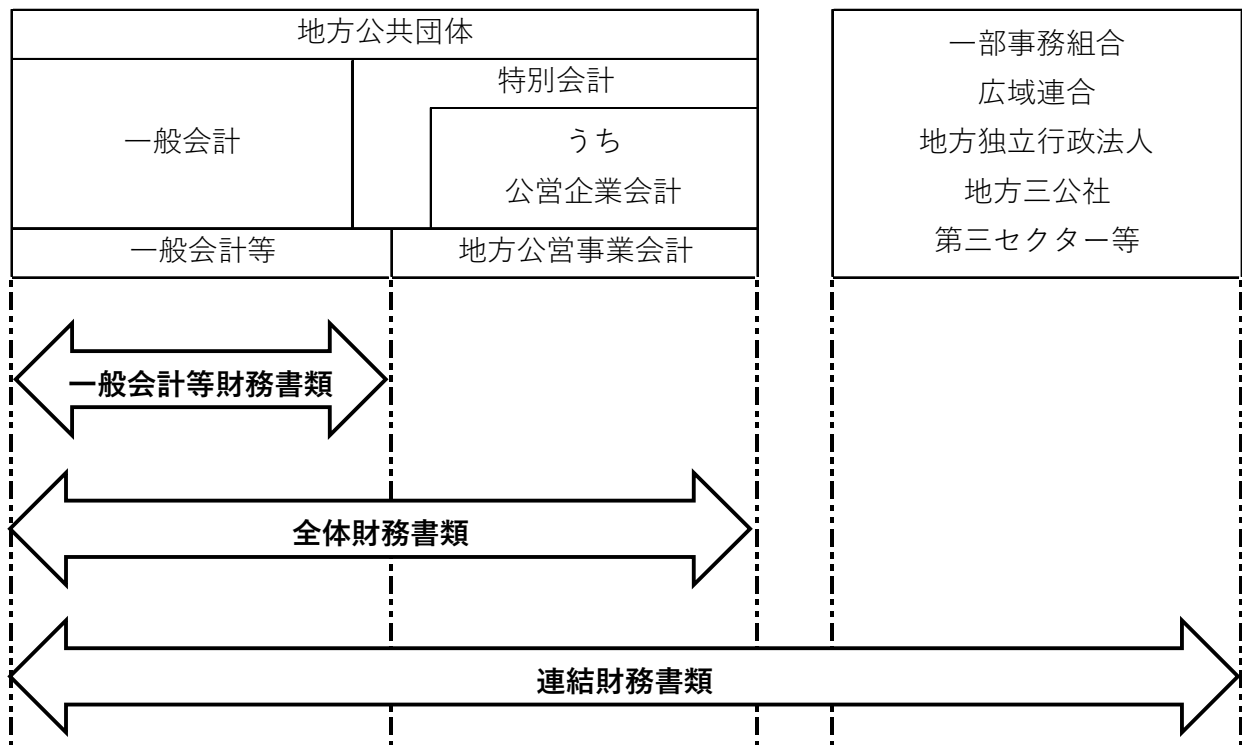 地方公共団体
一般会計
特別会計
うち
公営企業会計
一般会計等
地方公営事業会計
一部事務組合
広域連合
地方独立行政法人
地方三公社
第三セクター等
一般会計等財務書類
全体財務書類
連結財務書類